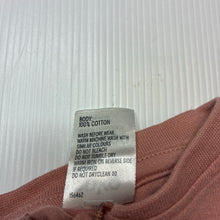 BODY:
100% COTTON
WASH BEFORE WEAR
WARM MACHINE WASH WITH
SIMILAR COLOURS
DO NOT BLEACH
DO NOT TUMBLE DRY
WARM IRON ON REVERSE SIDE
IF REQUIRED
DO NOT DRYCLEAN